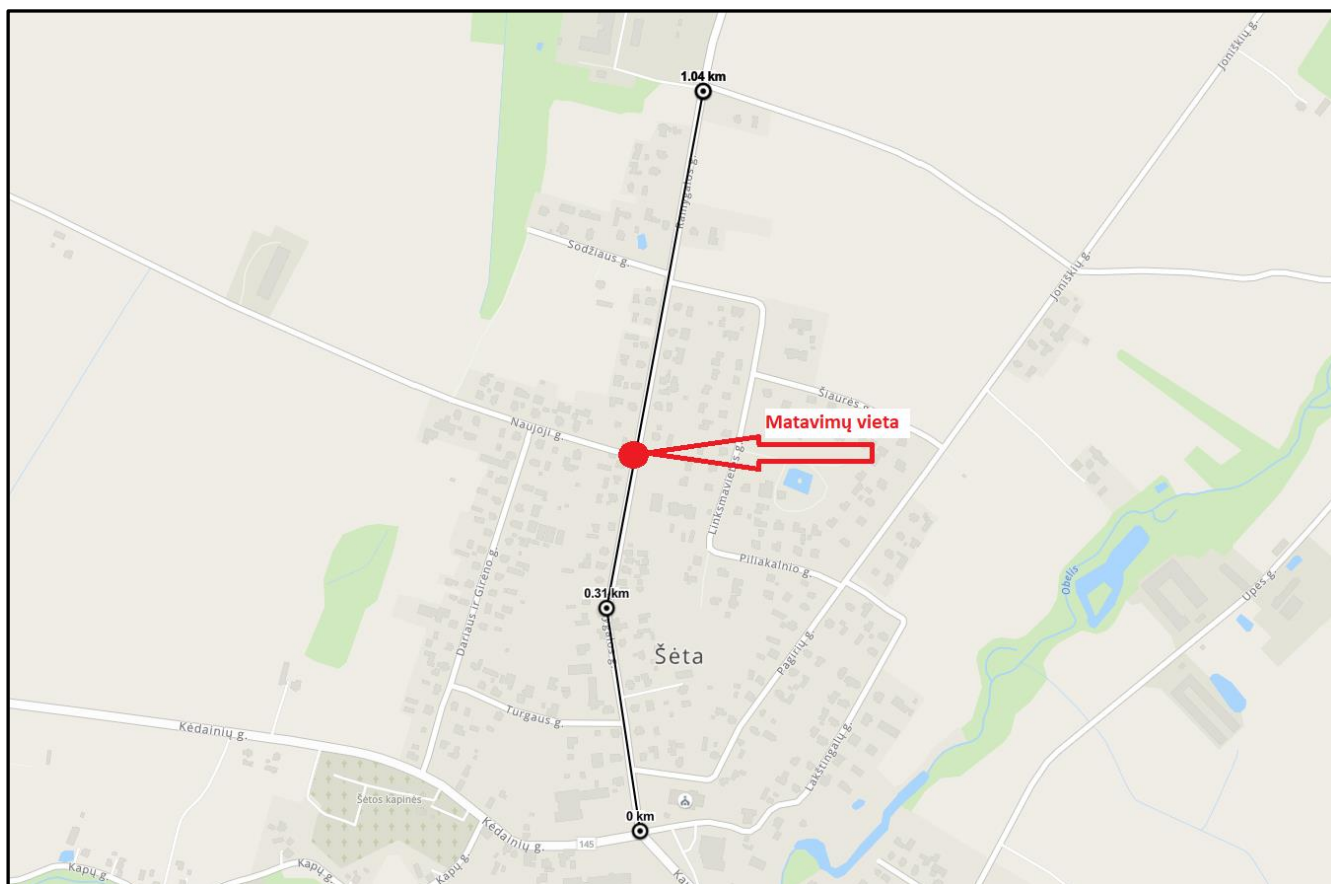 1.04 km
Joniškių g.
Ramygalos g.
Sodžiaus g.
Joniškių g.
Šiaurės g.
Matavimų vieta
Naujoji g.
Linksmavietės g.
Piliakalnio g.
Obelis
Upės g.
Dariaus ir Girėno g.
0.31 km
Šėta
Pagirių g.
Turgaus g.
Kėdainių g.
Lakštingalų g.
Šėtos kapinės
0 km
Kėdainių g.
145
Kapų g.
Kapų g.
Kapų g.